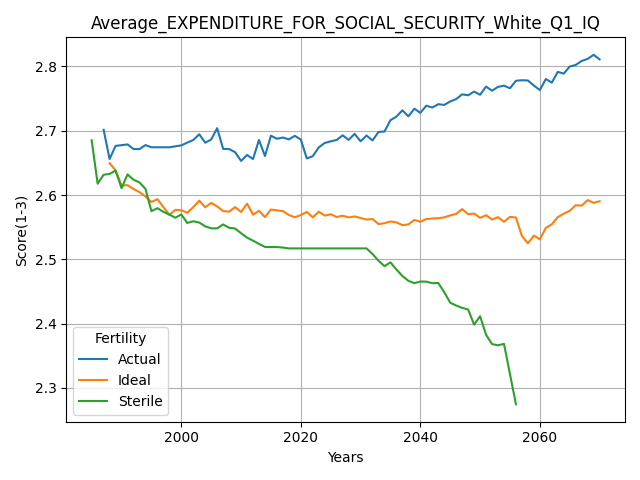 Average_EXPENDITURE_FOR_SOCIAL_SECURITY_White_Q1_IQ
Score(1-3)
2.8
2.7
2.6
2.5
2.4
2.3
Fertility
Actual
Ideal
Sterile
2000
2020
2040
2060
Years